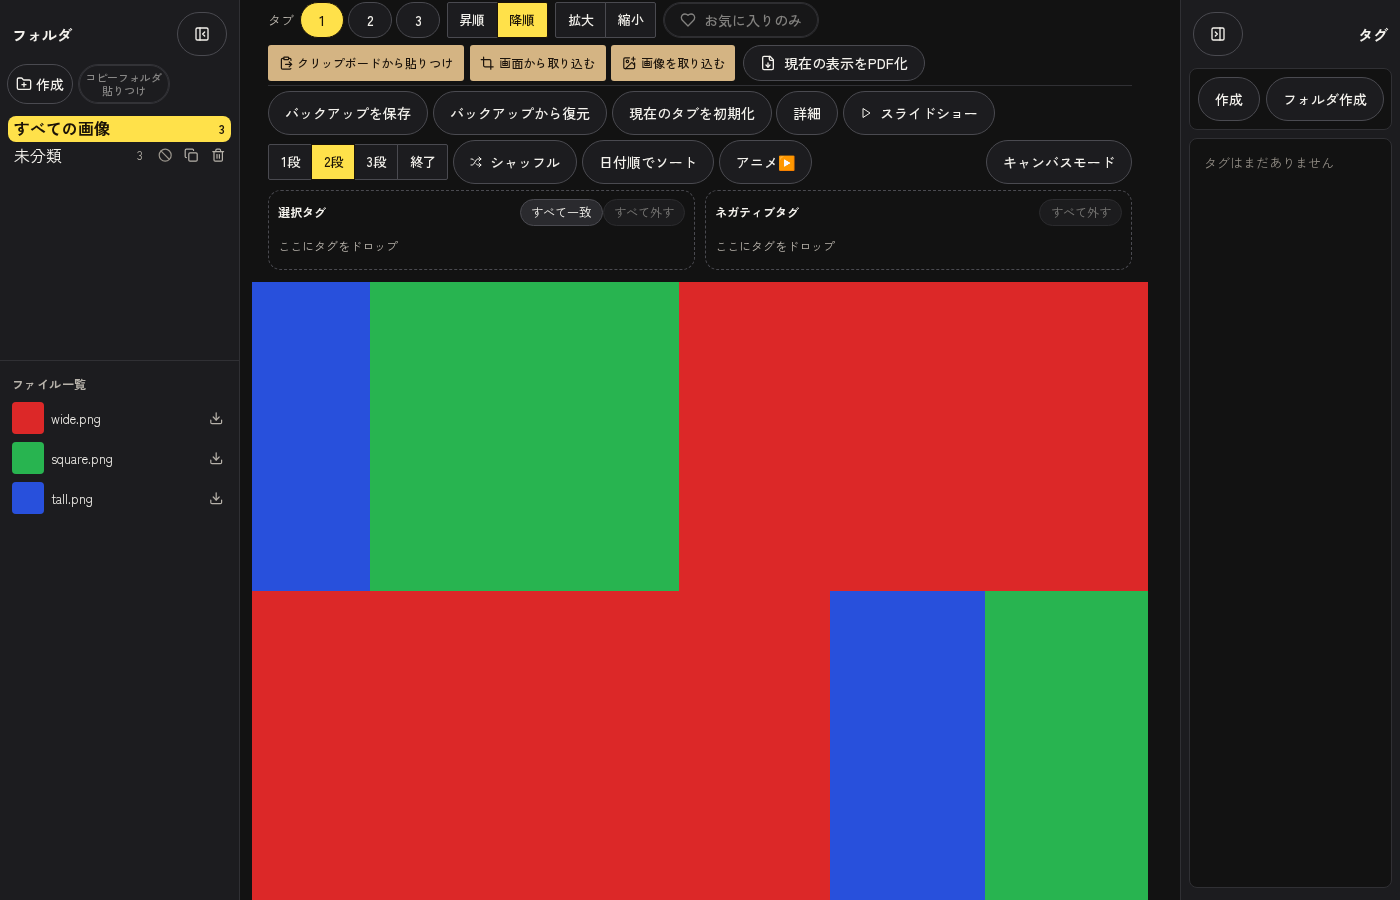 フォルダ
作成
コピーフォルダ
貼りつけ
すべての画像 3
未分類 3
ファイル一覧
wide.png
square.png
tall.png
タブ 1 2 3 昇順 降順 拡大 縮小 お気に入りのみ
クリップボードから貼りつけ 画面から取り込む 画像を取り込む 現在の表示をPDF化
バックアップを保存 バックアップから復元 現在のタブを初期化 詳細 スライドショー
1段 2段 3段 終了 シャッフル 日付順でソート アニメ▶️ キャンバスモード
選択タグ すべて一致 すべて外す
ここにタグをドロップ
ネガティブタグ すべて外す
ここにタグをドロップ
タグ
作成 フォルダ作成
タグはまだありません